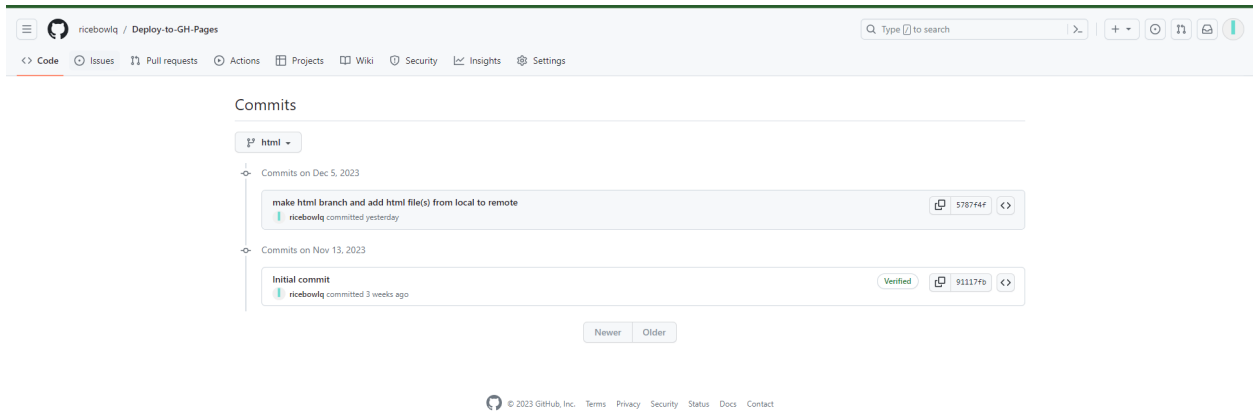 ricebowlq / Deploy-to-GH-Pages
Type / to search
Code Issues Pull requests Actions Projects Wiki Security Insights Settings
Commits
html
Commits on Dec 5, 2023
make html branch and add html file(s) from local to remote
5787f4f
ricebowlq committed yesterday
Commits on Nov 13, 2023
Initial commit
Verified 91117fb
ricebowlq committed 3 weeks ago
Newer Older
© 2023 GitHub, Inc. Terms Privacy Security Status Docs Contact